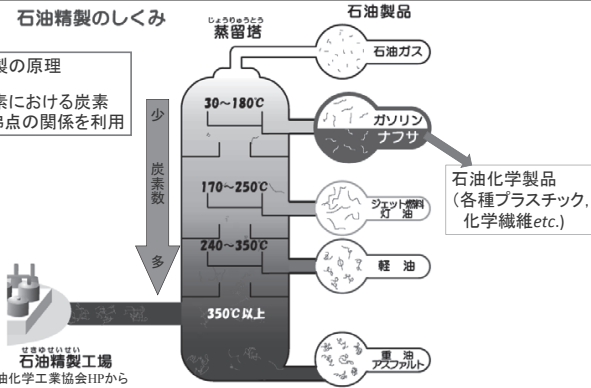 石油精製のしくみ
じょうりゅうとう
蒸留塔
石油製品
製の原理
素における炭素
沸点の関係を利用
少
炭素数
多
30～180℃
170～250℃
240～350℃
350℃以上
石油ガス
ガソリン
ナフサ
ジェット燃料
灯油
軽油
重油
アスファルト
石油化学製品
（各種プラスチック，
化学繊維etc.）
せきゆせいせい
石油精製工場
油化学工業協会HPから